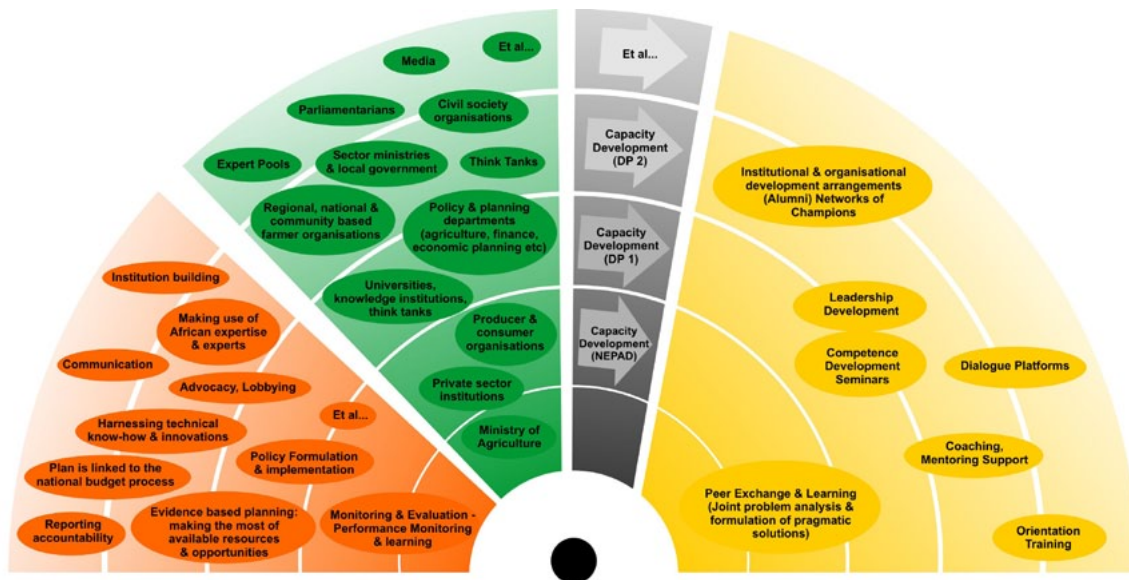 Institution building
Making use of
African expertise
& experts
Communication
Advocacy, Lobbying
Et al...
Harnessing technical
know-how & innovations
Policy Formulation
& implementation
Plan is linked to the
national budget process
Reporting
accountability
Evidence based planning:
making the most of
available resources
& opportunities
Monitoring & Evaluation -
Performance Monitoring
& learning
Et al...
Media
Parliamentarians
Civil society
organisations
Expert Pools
Sector ministries
& local government
Think Tanks
Regional, national &
community based
farmer organisations
Policy & planning
departments
(agriculture, finance,
economic planning etc)
Universities,
knowledge institutions,
think tanks
Producer &
consumer
organisations
Private sector
institutions
Ministry of
Agriculture
Et al...
Capacity
Development
(DP 2)
Capacity
Development
(DP 1)
Capacity
Development
(NEPAD)
Institutional & organisational
development arrangements
(Alumni) Networks of
Champions
Leadership
Development
Competence
Development
Seminars
Dialogue Platforms
Coaching,
Mentoring Support
Peer Exchange & Learning
(Joint problem analysis &
formulation of pragmatic
solutions)
Orientation
Training